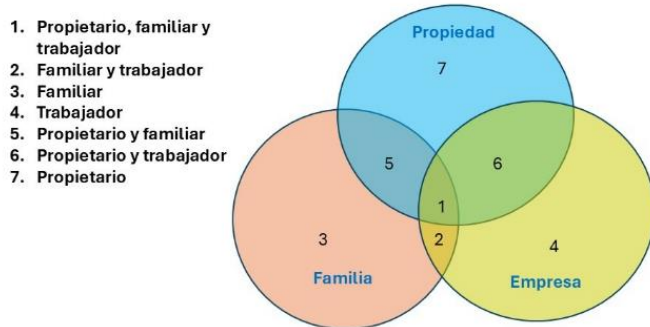 1. Propietario, familiar y
trabajador
2. Familiar y trabajador
3. Familiar
4. Trabajador
5. Propietario y familiar
6. Propietario y trabajador
7. Propietario
Propiedad
7
5
6
1
3
2
4
Familia
Empresa